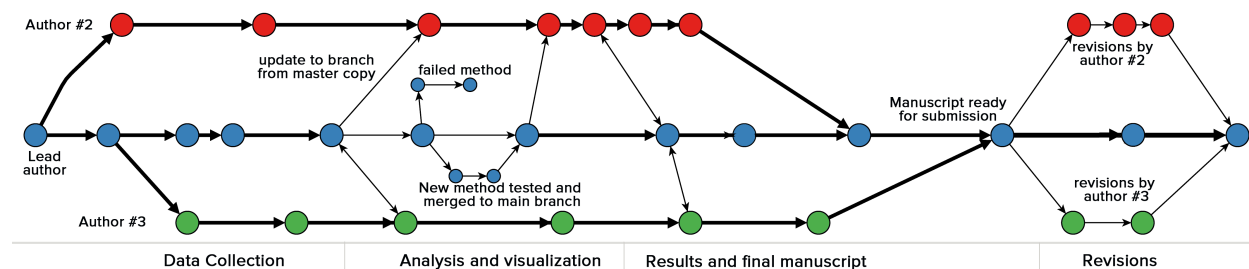 Author #2
update to branch
from master copy
failed method
Manuscript ready
for submission
revisions by
author #2
Lead
author
New method tested and
merged to main branch
revisions by
author #3
Author #3
Data Collection
Analysis and visualization
Results and final manuscript
Revisions